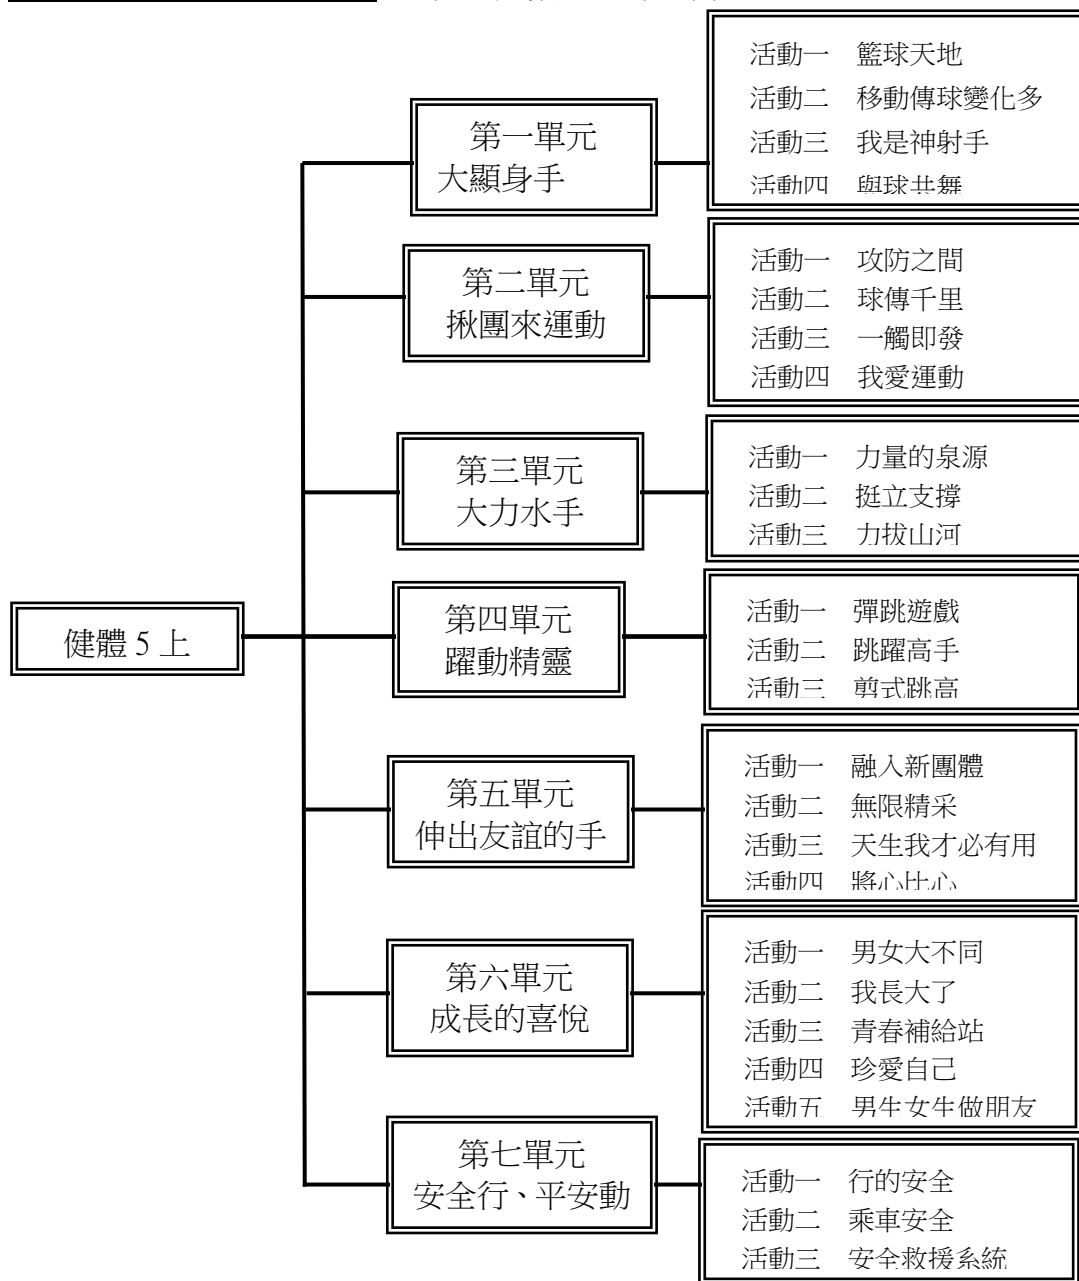 健體 5 上
第一單元
大顯身手
活動一　籃球天地
活動二　移動傳球變化多
活動三　我是神射手
活動四　與球共舞
第二單元
揪團來運動
活動一　攻防之間
活動二　球傳千里
活動三　一觸即發
活動四　我愛運動
第三單元
大力水手
活動一　力量的泉源
活動二　挺立支撐
活動三　力拔山河
第四單元
躍動精靈
活動一　彈跳遊戲
活動二　跳躍高手
活動三　剪式跳高
第五單元
伸出友誼的手
活動一　融入新團體
活動二　無限精采
活動三　天生我才必有用
活動四　將心比心
第六單元
成長的喜悅
活動一　男女大不同
活動二　我長大了
活動三　青春補給站
活動四　珍愛自己
活動五　男生女生做朋友
第七單元
安全行、平安動
活動一　行的安全
活動二　乘車安全
活動三　安全救援系統